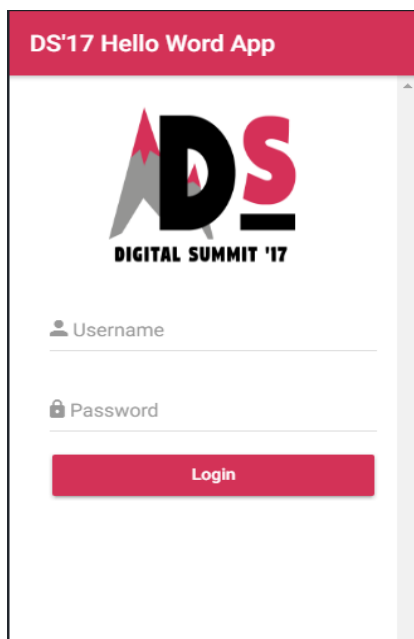 DS'17 Hello Word App
DS
DIGITAL SUMMIT '17
Username
Password
Login